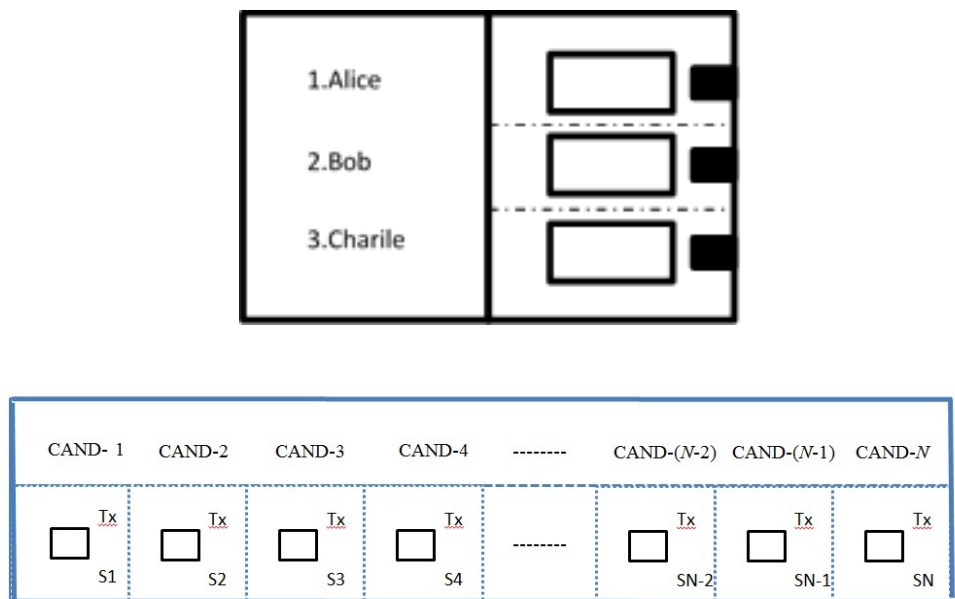 1.Alice
2.Bob
3.Charile
CAND- 1 CAND-2 CAND-3 CAND-4 -------- CAND-(N-2) CAND-(N-1) CAND-N
Tx Tx Tx Tx -------- Tx Tx Tx
S1 S2 S3 S4 SN-2 SN-1 SN